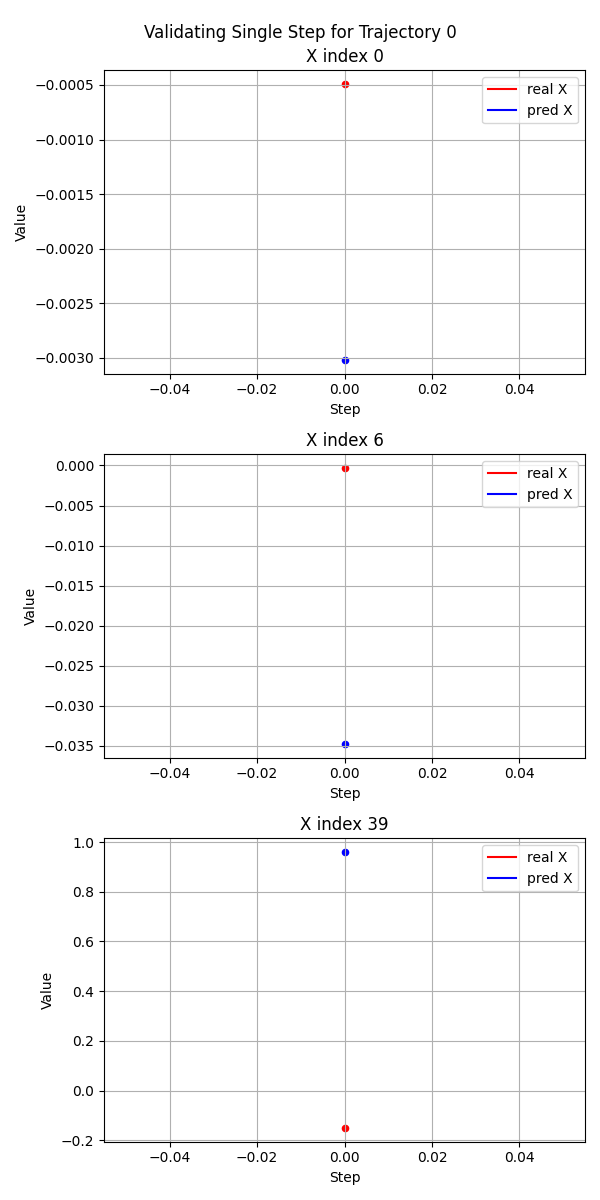 Validating Single Step for Trajectory 0
X index 0
−0.0005
−0.0010
−0.0015
−0.0020
−0.0025
−0.0030
Value
real X
pred X
−0.04 −0.02 0.00 0.02 0.04
Step
X index 6
0.000
−0.005
−0.010
−0.015
−0.020
−0.025
−0.030
−0.035
Value
real X
pred X
−0.04 −0.02 0.00 0.02 0.04
Step
X index 39
1.0
0.8
0.6
0.4
0.2
0.0
−0.2
Value
real X
pred X
−0.04 −0.02 0.00 0.02 0.04
Step